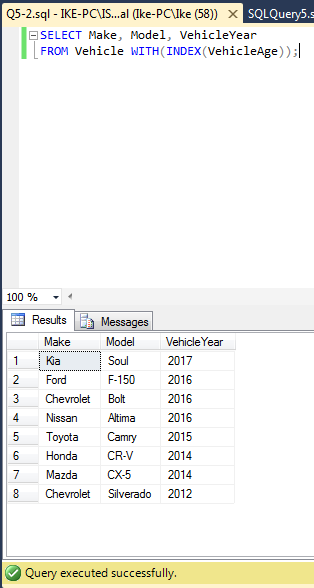 Q5-2.sql - IKE-PC\IS...al (Ike-PC\Ike (58)) × SQLQuery5.s
SELECT Make, Model, VehicleYear
FROM Vehicle WITH(INDEX(VehicleAge));
100 %
Results Messages
Make Model VehicleYear
1 Kia Soul 2017
2 Ford F-150 2016
3 Chevrolet Bolt 2016
4 Nissan Altima 2016
5 Toyota Camry 2015
6 Honda CR-V 2014
7 Mazda CX-5 2014
8 Chevrolet Silverado 2012
Query executed successfully.